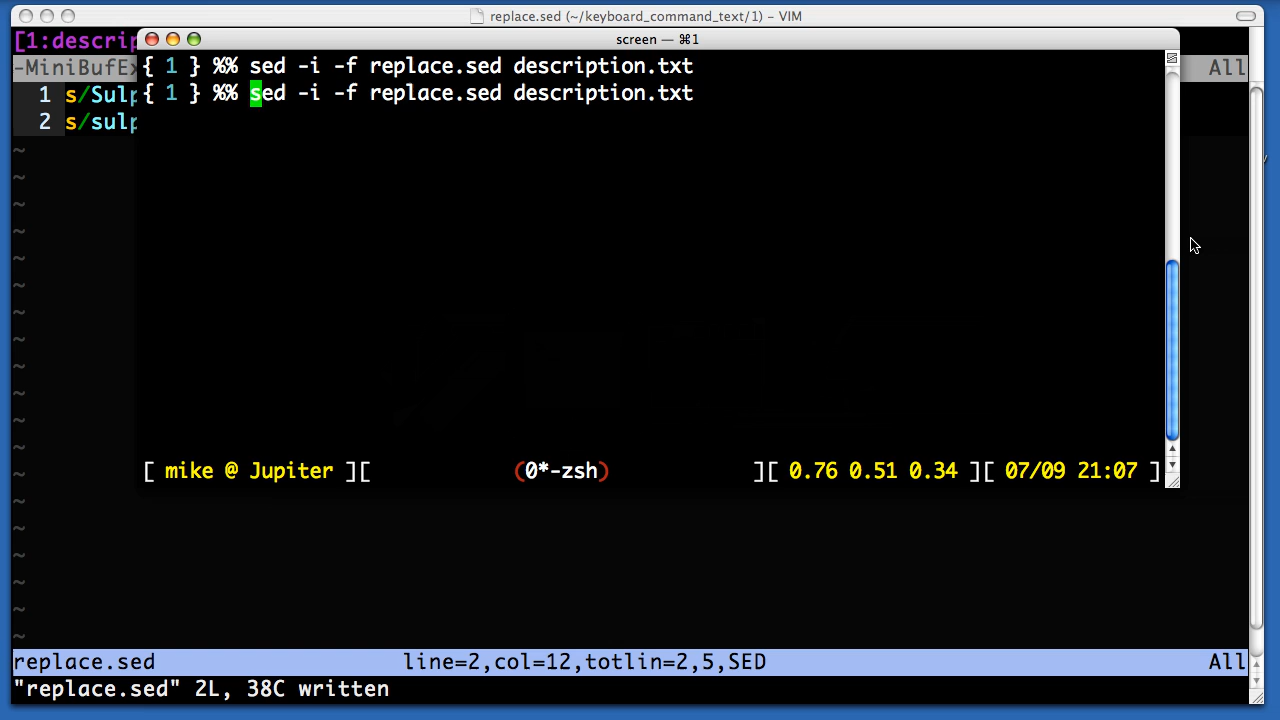 replace.sed (~/keyboard_command_text/1) – VIM
[1:descrip
screen — ⌘1
-MiniBufEx
All
{ 1 } %% sed -i -f replace.sed description.txt
1 s/Sulp
{ 1 } %% sed -i -f replace.sed description.txt
2 s/sulp
~
~
~
~
~
~
~
~
~
~
~
~
[ mike @ Jupiter ][ (0*-zsh) ][ 0.76 0.51 0.34 ][ 07/09 21:07 ]
~
~
~
~
~
~
~
replace.sed line=2,col=12,totlin=2,5,SED All
"replace.sed" 2L, 38C written